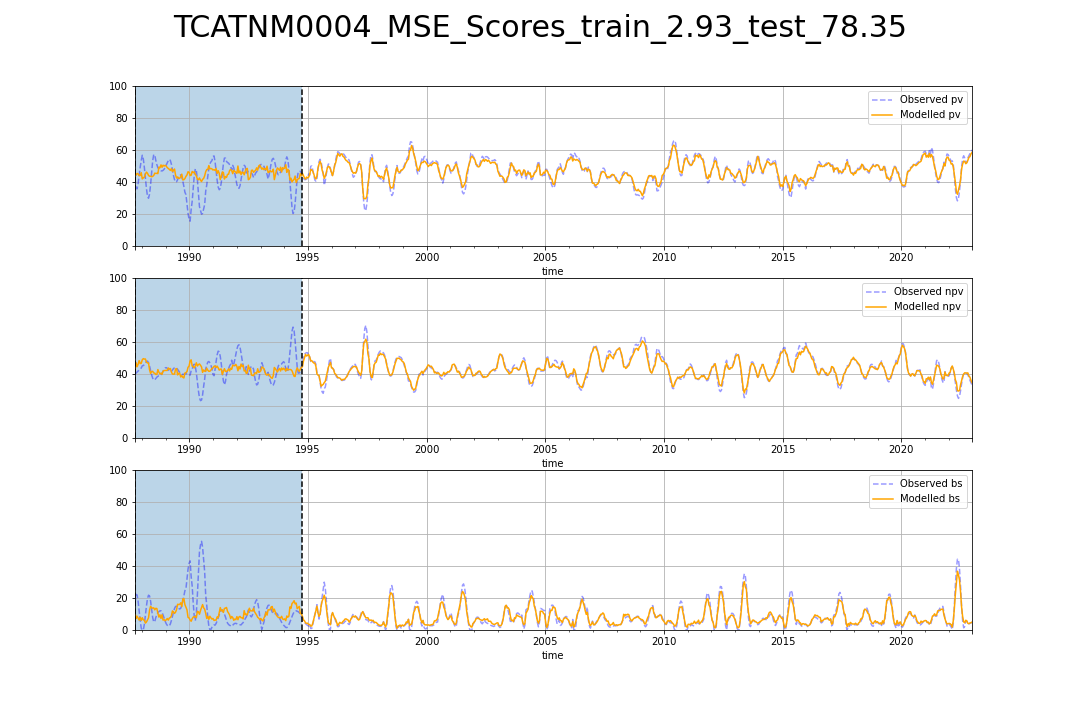 TCATNM0004_MSE_Scores_train_2.93_test_78.35
100
80
60
40
20
0
Observed pv
Modelled pv
1990 1995 2000 2005 2010 2015 2020
time
100
80
60
40
20
0
Observed npv
Modelled npv
1990 1995 2000 2005 2010 2015 2020
time
100
80
60
40
20
0
Observed bs
Modelled bs
1990 1995 2000 2005 2010 2015 2020
time